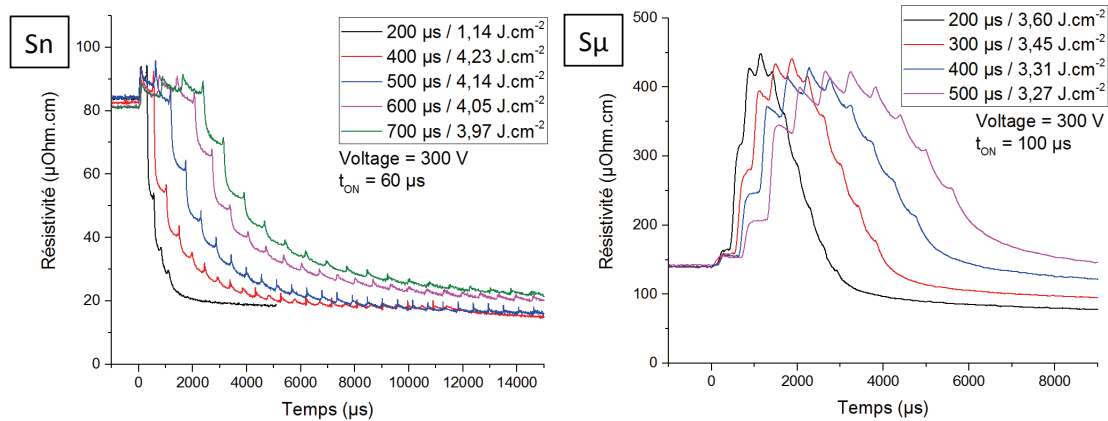 Sn
200 µs / 1,14 J.cm-2
400 µs / 4,23 J.cm-2
500 µs / 4,14 J.cm-2
600 µs / 4,05 J.cm-2
700 µs / 3,97 J.cm-2
Voltage = 300 V
tON = 60 µs
Résistivité (µOhm.cm)
100
80
60
40
20
0
0 2000 4000 6000 8000 10000 12000 14000
Temps (µs)
Sµ
200 µs / 3,60 J.cm-2
300 µs / 3,45 J.cm-2
400 µs / 3,31 J.cm-2
500 µs / 3,27 J.cm-2
Voltage = 300 V
tON = 100 µs
Résistivité (µOhm.cm)
500
450
400
350
300
250
200
150
100
50
0
0 2000 4000 6000 8000
Temps (µs)